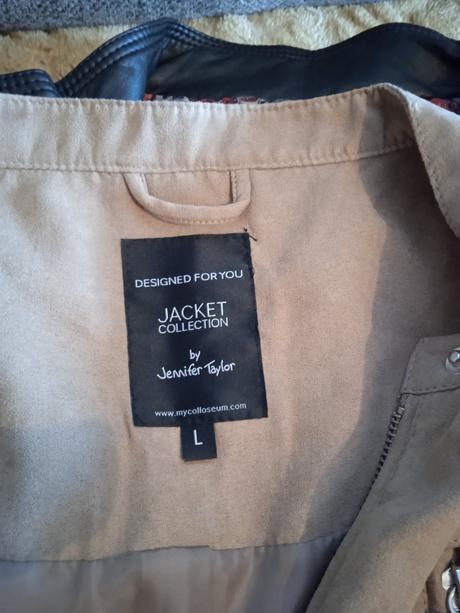 DESIGNED FOR YOU
JACKET
COLLECTION
by
Jennifer Taylor
www.mycolloseum.com
L